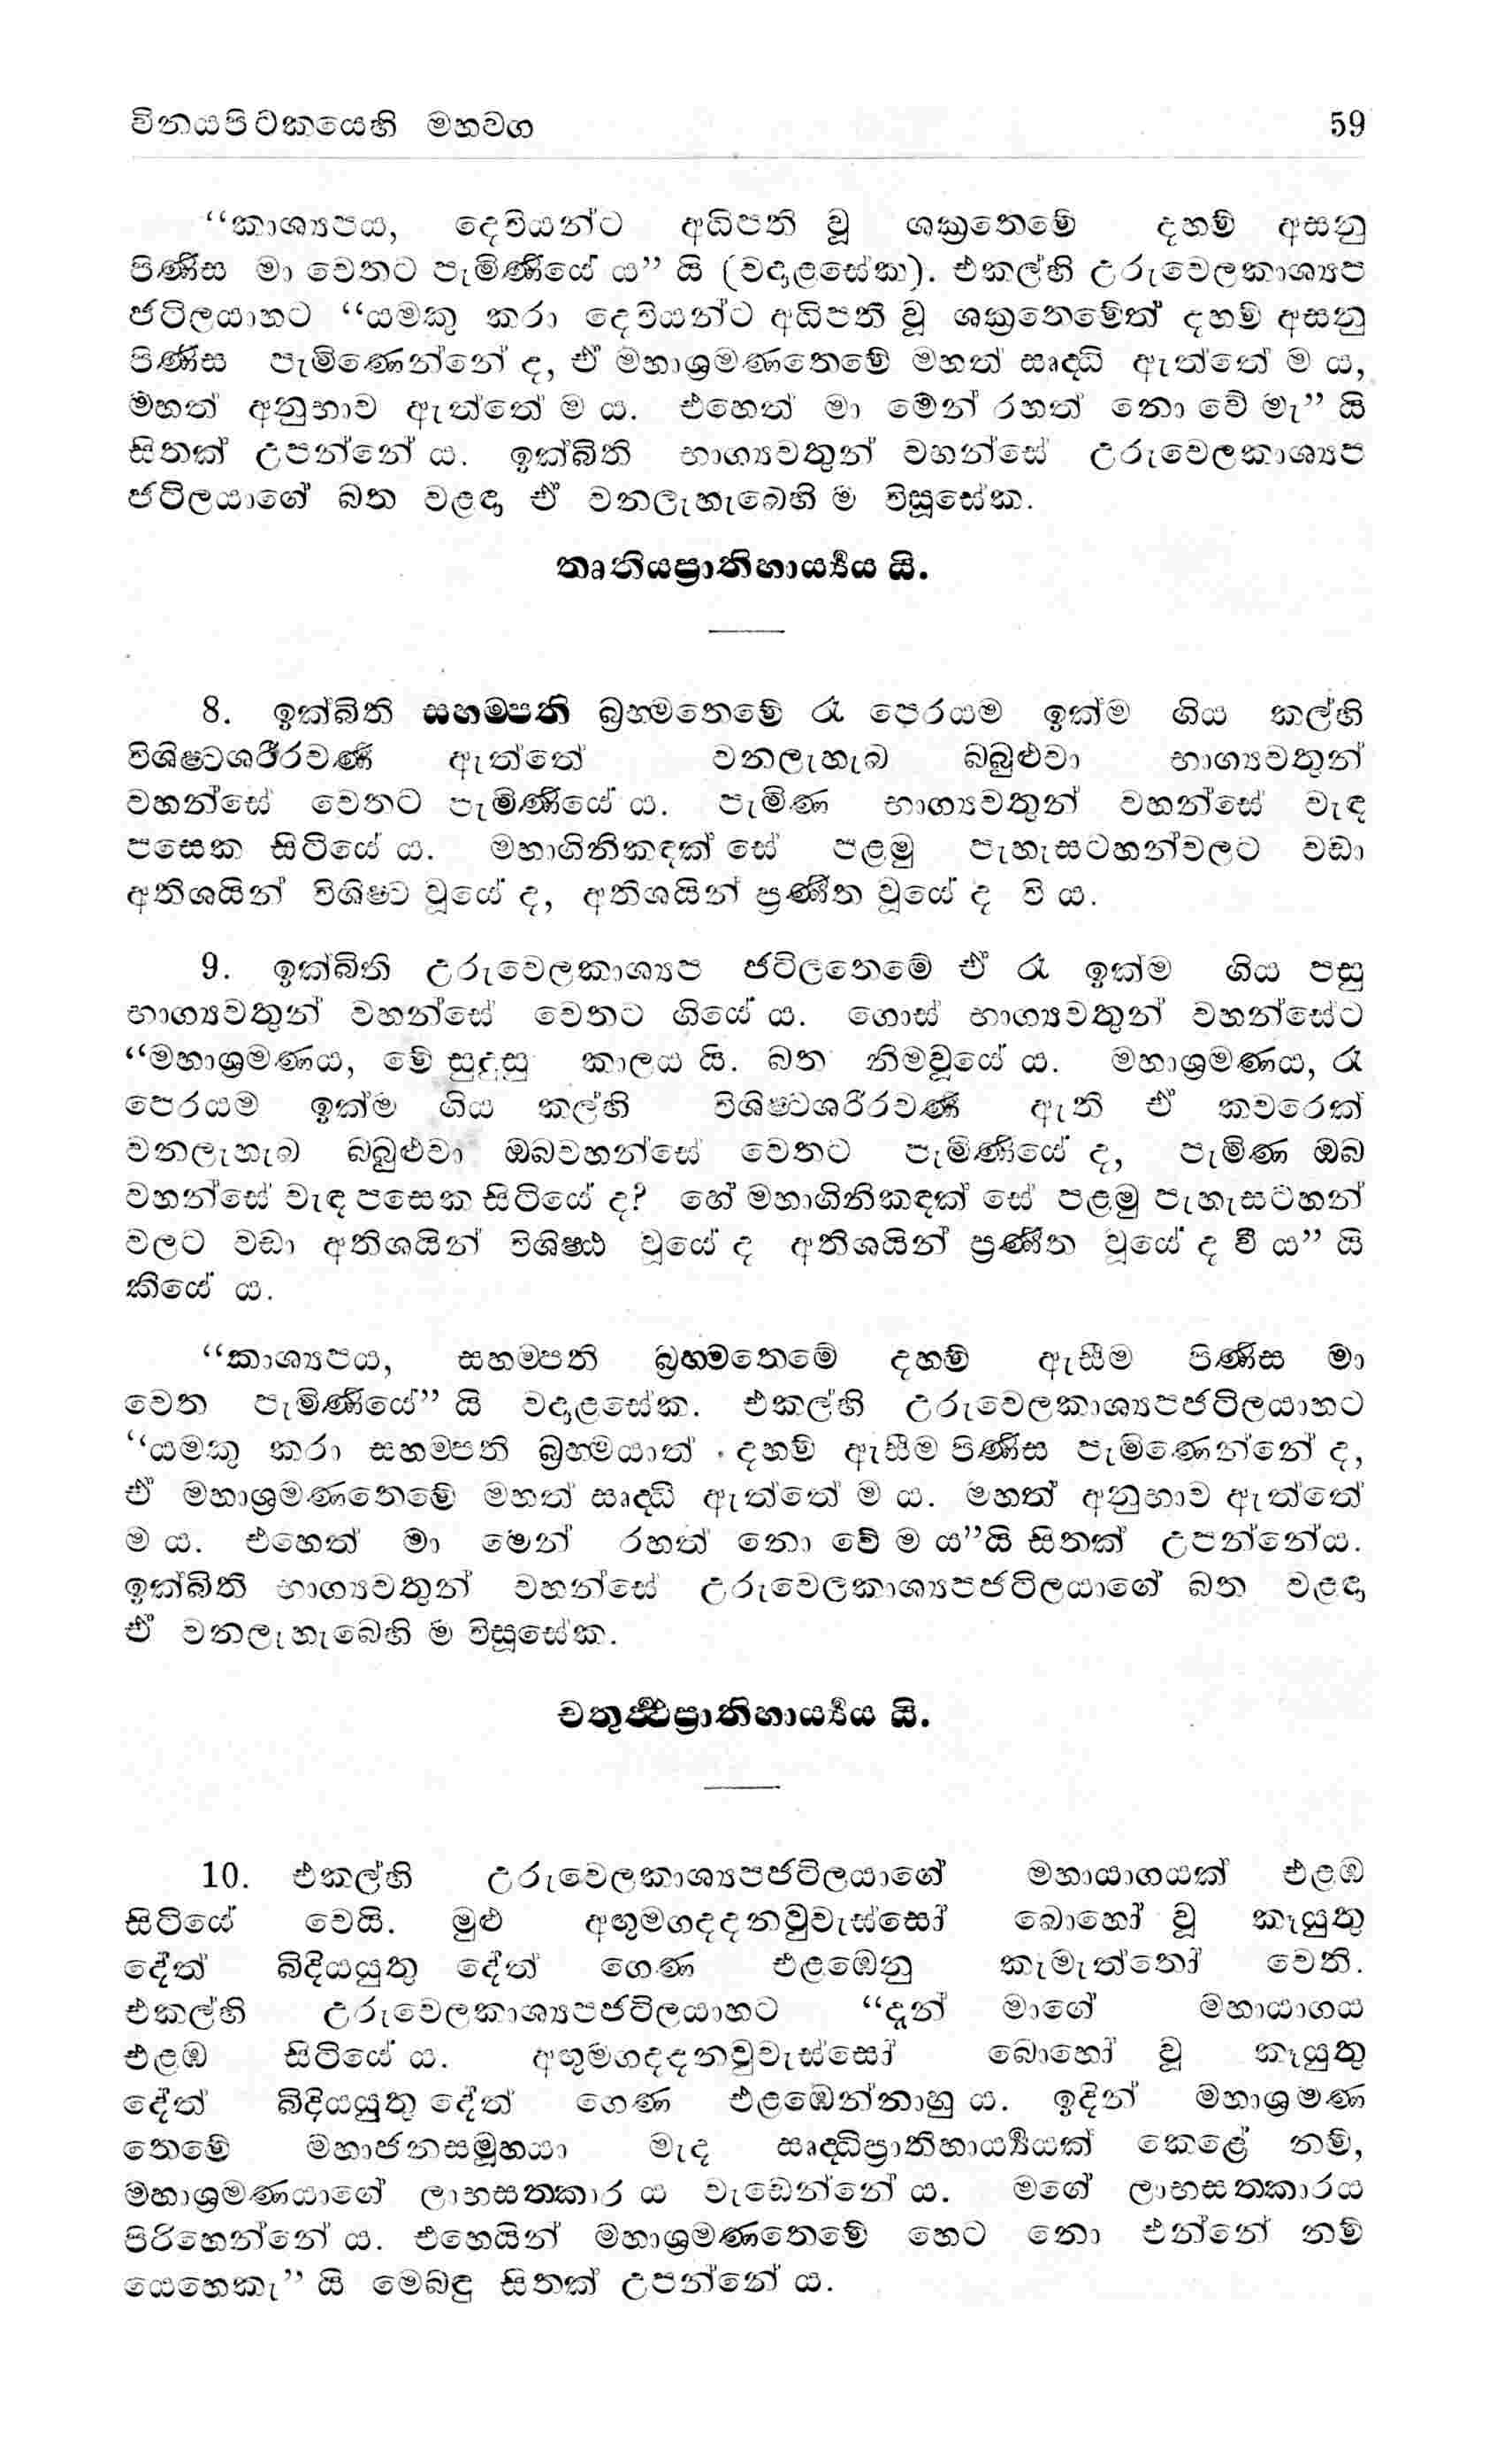 විනයපිටකයෙහි මහවග 59
“කාශ්‍යපය, දෙවියන්ට අධිපති වූ ශක්‍රතෙමේ දහම් අසනු
පිණිස මා වෙතට පැමිණියේ ය” යි (වදාළසේක). එකල්හි උරුවෙලකාශ්‍යප
ජටිලයාහට “යමකු කරා දෙවියන්ට අධිපති වූ ශක්‍රතෙමේත් දහම් අසනු
පිණිස පැමිණෙන්නේ ද, ඒ මහාශ්‍රමණතෙමේ මහත් ඍද්ධි ඇත්තේ ම ය,
මහත් අනුභාව ඇත්තේ ම ය. එහෙත් මා මෙන් රහත් නො වේ මැ” යි
සිතක් උපන්නේ ය. ඉක්බිති භාග්‍යවතුන් වහන්සේ උරුවෙලකාශ්‍යප
ජටිලයාගේ බත වළඳා ඒ වනලැහැබෙහි ම විසූසේක.
තෘතියප්‍රාතිහාර්‍ය්‍යය යි.
8. ඉක්බිති සහම්පති බ්‍රහ්මතෙමේ රෑ පෙරයම ඉක්ම ගිය කල්හි
විශිෂ්ටශරීරවර්ණ ඇත්තේ වනලැහැබ බබුළුවා භාග්‍යවතුන්
වහන්සේ වෙතට පැමිණියේ ය. පැමිණ භාග්‍යවතුන් වහන්සේ වැඳ
පසෙක සිටියේ ය. මහාගිනිකඳක් සේ පළමු පැහැසටහන්වලට වඩා
අතිශයින් විශිෂ්ට වූයේ ද, අතිශයින් ප්‍රණීත වූයේ ද වි ය.
9. ඉක්බිති උරුවෙලකාශ්‍යප ජටිලතෙමේ ඒ රෑ ඉක්ම ගිය පසු
භාග්‍යවතුන් වහන්සේ වෙතට ගියේ ය. ගොස් භාග්‍යවතුන් වහන්සේට
“මහාශ්‍රමණය, මේ සුදුසු කාලය යි. බත නිමවූයේ ය. මහාශ්‍රමණය, රෑ
පෙරයම ඉක්ම ගිය කල්හි විශිෂ්ටශරීරවර්ණ ඇති ඒ කවරෙක්
වනලැහැබ බබුළුවා ඔබවහන්සේ වෙතට පැමිණියේ ද, පැමිණ ඔබ
වහන්සේ වැඳ පසෙක සිටියේ ද? හේ මහාගිනිකඳක් සේ පළමු පැහැසටහන්
වලට වඩා අතිශයින් විශිෂ්ඨ වූයේ ද අතිශයින් ප්‍රණීත වූයේ ද වී ය” යි
කියේ ය.
“කාශ්‍යපය, සහම්පති බ්‍රහ්මතෙමේ දහම් ඇසීම පිණිස මා
වෙත පැමිණියේ” යි වදාළසේක. එකල්හි උරුවෙලකාශ්‍යපජටිලයාහට
“යමකු කරා සහම්පති බ්‍රහ්මයාත් දහම් ඇසීම පිණිස පැමිණෙන්නේ ද,
ඒ මහාශ්‍රමණතෙමේ මහත් ඍද්ධි ඇත්තේ ම ය. මහත් අනුභාව ඇත්තේ
ම ය. එහෙත් මා මෙන් රහත් නො වේ ම ය”යි සිතක් උපන්නේය.
ඉක්බිති භාග්‍යවතුන් වහන්සේ උරුවෙලකාශ්‍යපජටිලයාගේ බත වළඳා
ඒ වනලැහැබෙහි ම විසූසේක.
චතුර්ත්‍ථප්‍රාතිහාර්‍ය්‍යය යි.
10. එකල්හි උරුවෙලකාශ්‍යපජටිලයාගේ මහායාගයක් එළඹ
සිටියේ වෙයි. මුළු අඟුමගදදනවුවැස්සෝ බොහෝ වූ කෑයුතු
දේත් බිදියයුතු දේත් ගෙණ එළඹෙනු කැමැත්තෝ වෙති.
එකල්හි උරුවෙලකාශ්‍යපජටිලයාහට “දැන් මාගේ මහායාගය
එළඹ සිටියේ ය. අඟුමගදදනවුවැස්සෝ බොහෝ වූ කෑයුතු
දේත් බිදියයුතු දේත් ගෙණ එළඹෙන්නාහු ය. ඉදින් මහාශ්‍රමණ
තෙමේ මහාජනසමූහයා මැද ඍද්ධිප්‍රාතිහාර්‍ය්‍යයක් කෙළේ නම්,
මහාශ්‍රමණයාගේ ලාභසත්කාර ය වැඩෙන්නේ ය. මගේ ලාභසත්කාරය
පිරිහෙන්නේ ය. එහෙයින් මහාශ්‍රමණතෙමේ හෙට නො එන්නේ නම්
යෙහෙකැ” යි මෙබඳු සිතක් උපන්නේ ය.